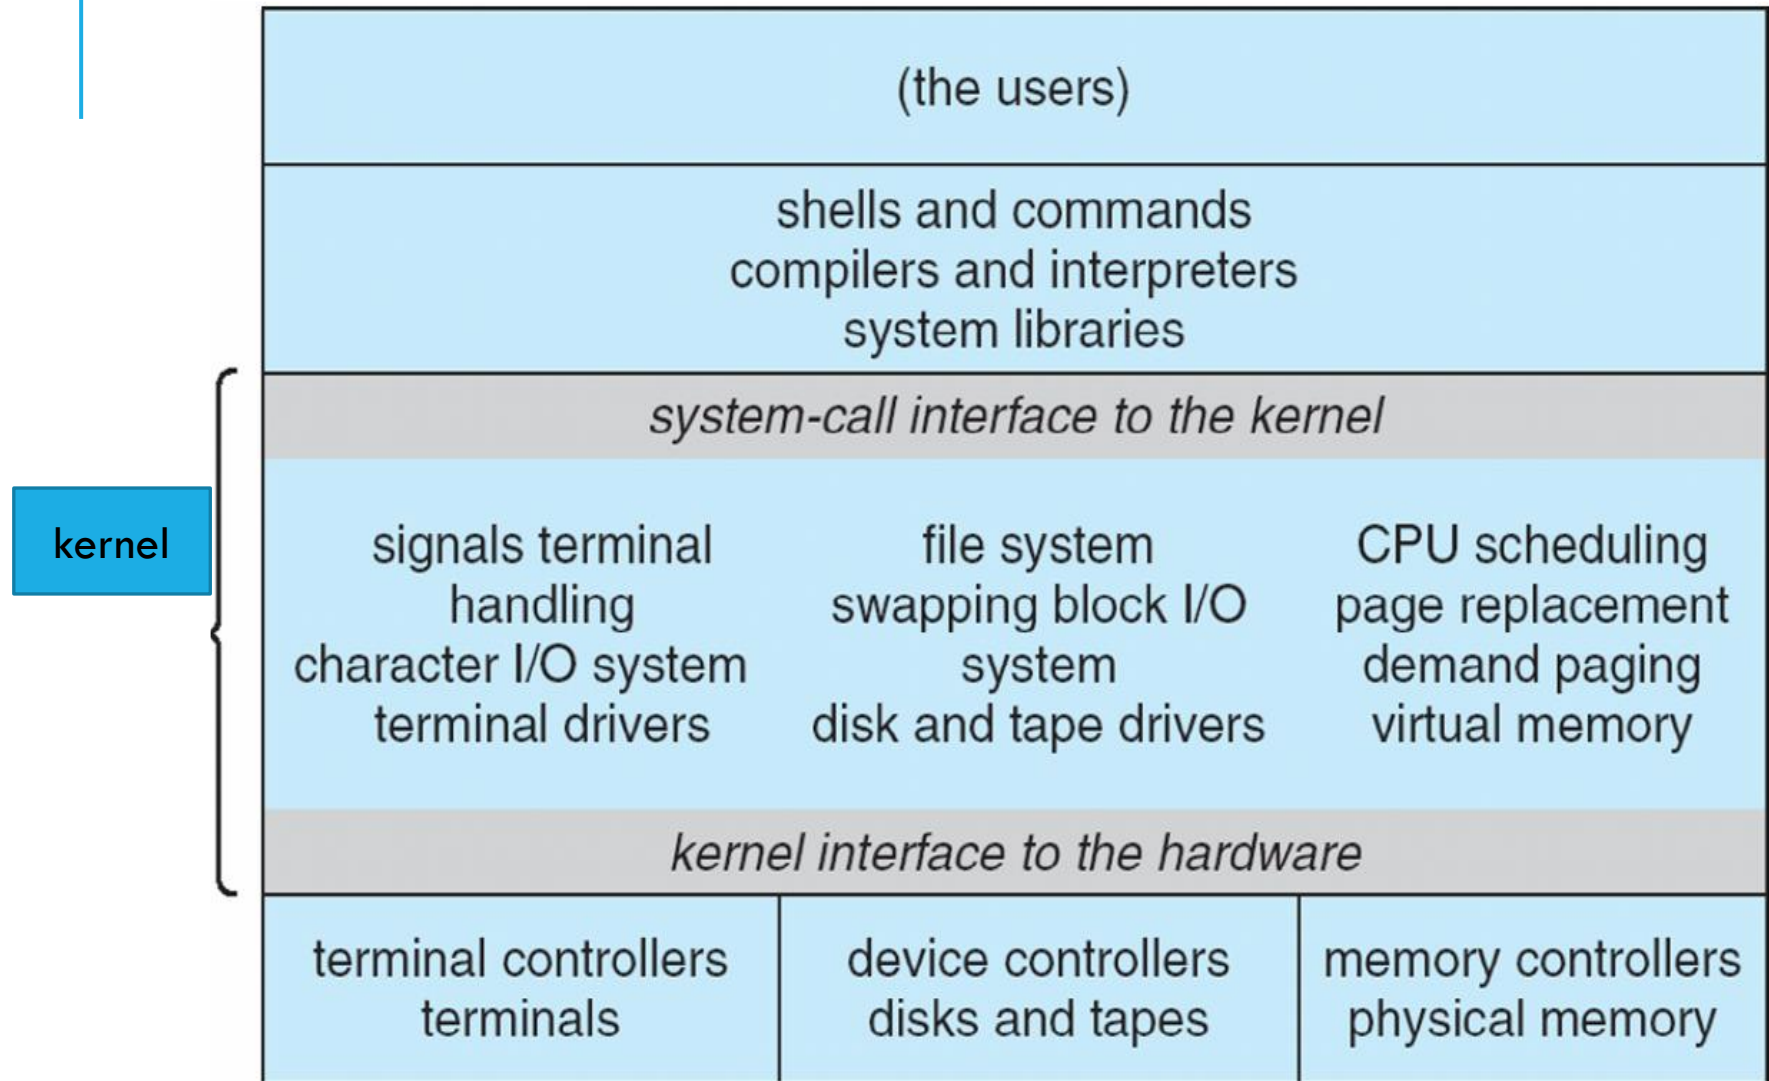 (the users)
shells and commands
compilers and interpreters
system libraries
system-call interface to the kernel
kernel
signals terminal
handling
character I/O system
terminal drivers
file system
swapping block I/O
system
disk and tape drivers
CPU scheduling
page replacement
demand paging
virtual memory
kernel interface to the hardware
terminal controllers
terminals
device controllers
disks and tapes
memory controllers
physical memory